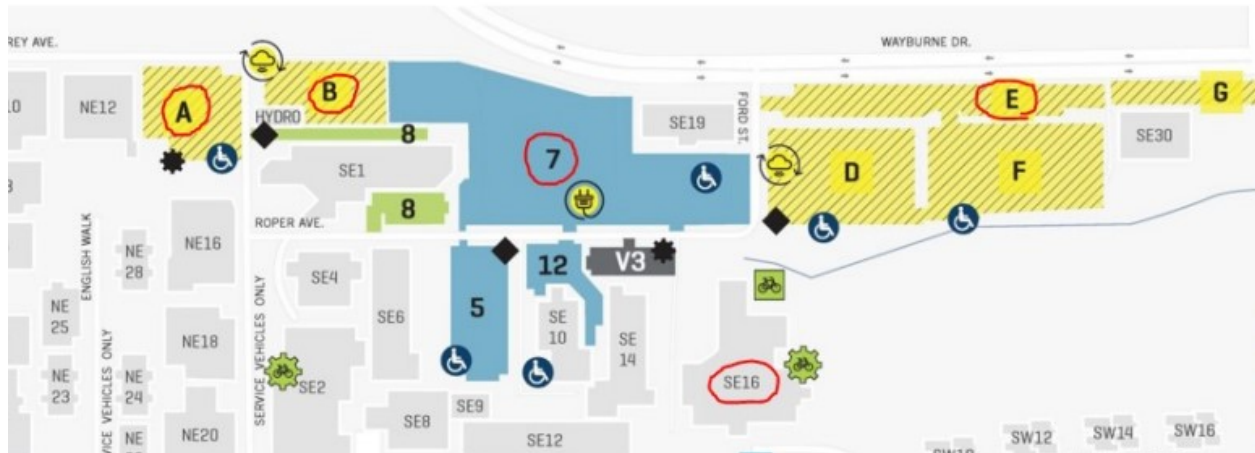 REY AVE.
WAYBURNE DR.
10
NE12
A
B
HYDRO
8
7
SE19
FORD ST.
E
G
SE30
SE1
D
F
8
ROPER AVE.
ENGLISH WALK
NE
28
NE16
SERVICE VEHICLES ONLY
SE4
SE6
5
12
V3
NE
25
NE18
SE
10
SE
14
NE
23
NE
24
VICE VEHICLES ONLY
SE2
SE16
SE8
SE9
SE12
NE
NE20
SW12
SW14
SW16